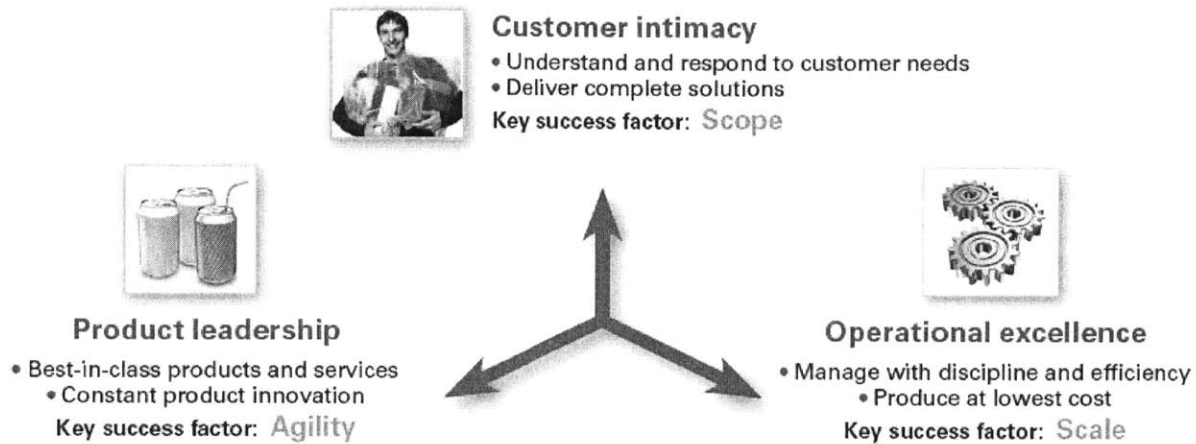 Customer intimacy
• Understand and respond to customer needs
• Deliver complete solutions
Key success factor: Scope
Product leadership
• Best-in-class products and services
• Constant product innovation
Key success factor: Agility
Operational excellence
• Manage with discipline and efficiency
• Produce at lowest cost
Key success factor: Scale